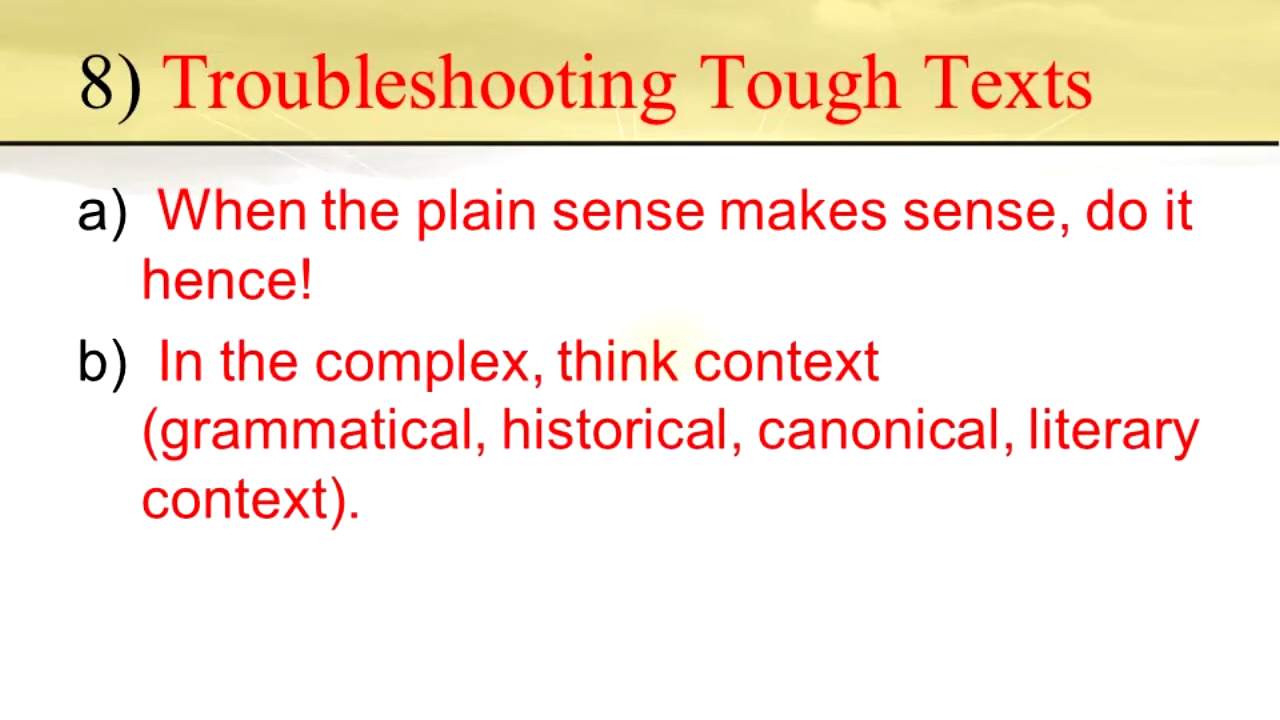 8) Troubleshooting Tough Texts
a) When the plain sense makes sense, do it
hence!
b) In the complex, think context
(grammatical, historical, canonical, literary
context).